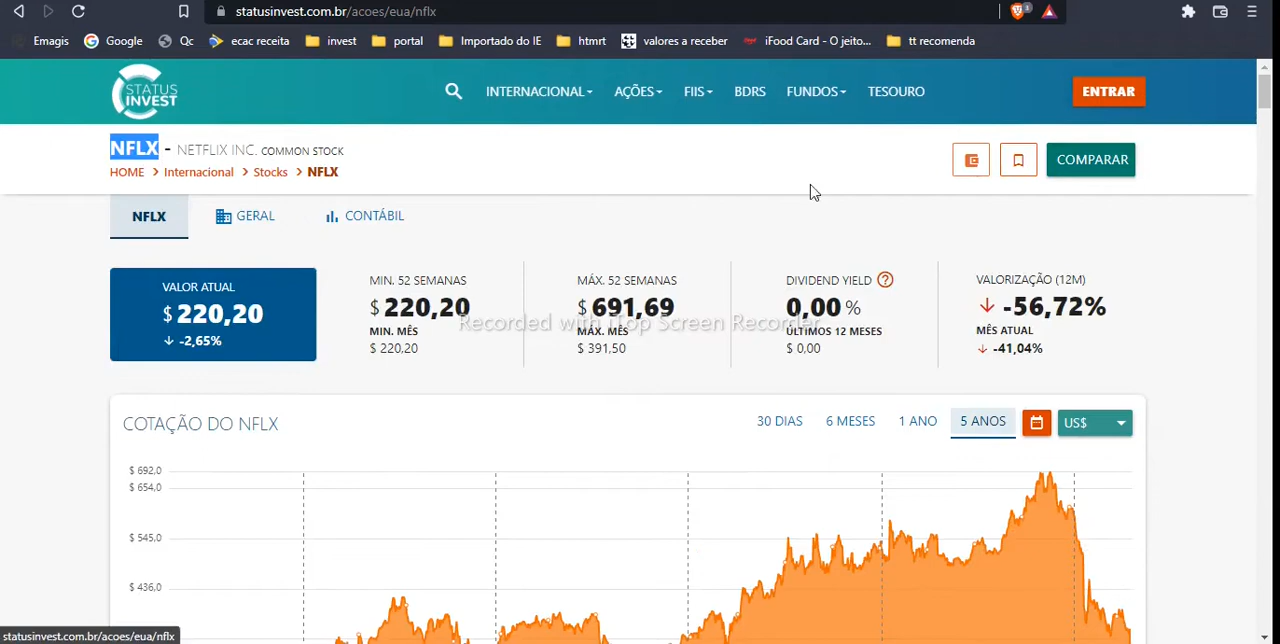 statusinvest.com.br/acoes/eua/nflx
1
Emagis
Google
Qc
ecac receita
invest
portal
Importado do IE
htmrt
valores a receber
iFood Card - O jeito...
tt recomenda
STATUS
INVEST
INTERNACIONAL
AÇÕES
FIIS
BDRS
FUNDOS
TESOURO
ENTRAR
NFLX - NETFLIX INC. COMMON STOCK
HOME > Internacional > Stocks > NFLX
COMPARAR
NFLX
GERAL
CONTÁBIL
VALOR ATUAL
$ 220,20
-2,65%
MIN. 52 SEMANAS
$ 220,20
MIN. MÊS
$ 220,20
MÁX. 52 SEMANAS
$ 691,69
MÁX. MÊS
$ 391,50
DIVIDEND YIELD ?
0,00 %
ÚLTIMOS 12 MESES
$ 0,00
VALORIZAÇÃO (12M)
-56,72%
MÊS ATUAL
-41,04%
Recorded with iTop Screen Recorder
COTAÇÃO DO NFLX
30 DIAS
6 MESES
1 ANO
5 ANOS
US$
$ 692,0
$ 654,0
$ 545,0
$ 436,0
statusinvest.com.br/acoes/eua/nflx